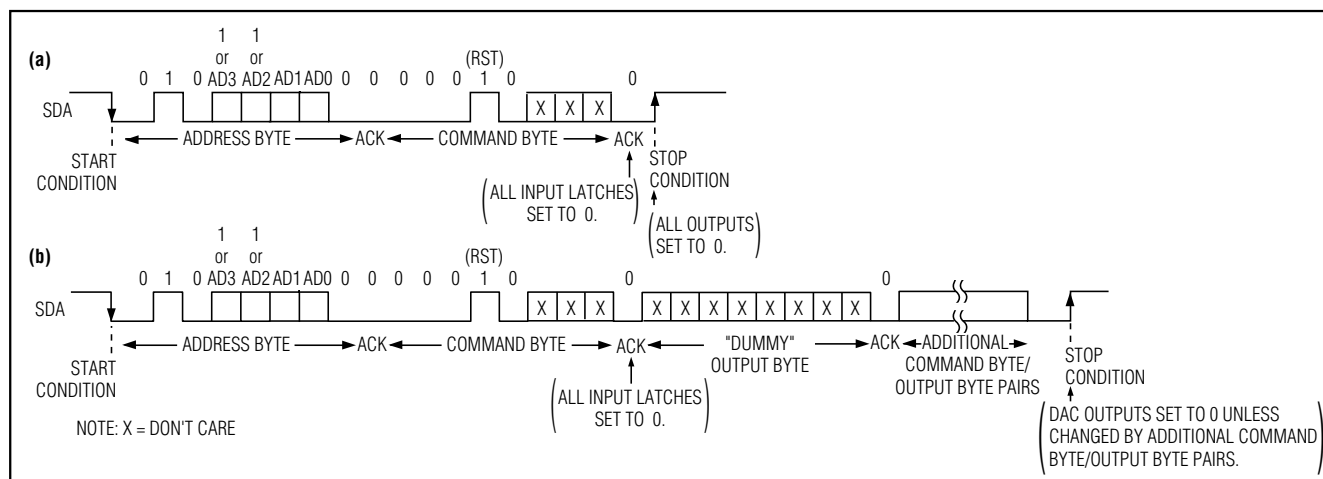 (a)
1 1
or or
0 1 0 AD3 AD2 AD1 AD0 0 0 0 0 0 1 0 0
(RST)
SDA
X X X
ADDRESS BYTE ACK COMMAND BYTE ACK
START
CONDITION
STOP
CONDITION
(ALL INPUT LATCHES
SET TO 0.)
(ALL OUTPUTS
SET TO 0.)
(b)
1 1
or or
0 1 0 AD3 AD2 AD1 AD0 0 0 0 0 0 1 0 0 0
(RST)
SDA
X X X X X X X X X X X
ADDRESS BYTE ACK COMMAND BYTE ACK "DUMMY" ACK ADDITIONAL
OUTPUT BYTE
COMMAND BYTE/
OUTPUT BYTE PAIRS
START
CONDITION
STOP
CONDITION
(ALL INPUT LATCHES
SET TO 0.)
(DAC OUTPUTS SET TO 0 UNLESS
CHANGED BY ADDITIONAL COMMAND
BYTE/OUTPUT BYTE PAIRS.)
NOTE: X = DON'T CARE